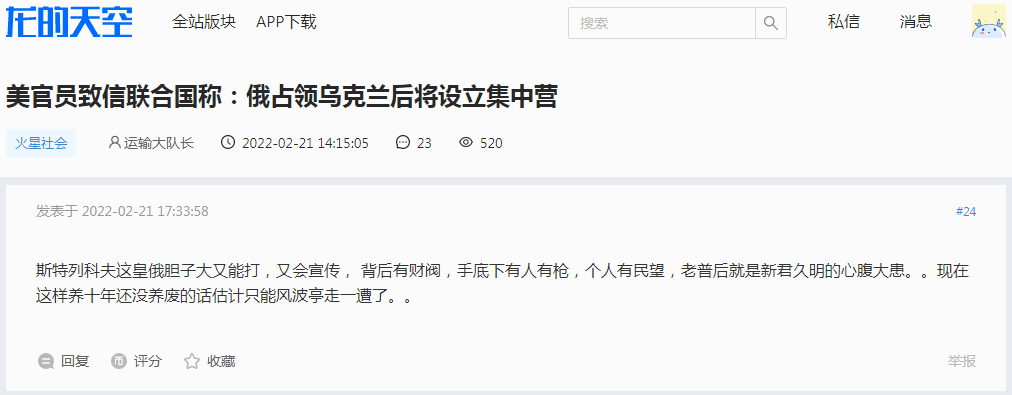 龙的天空
全站版块 APP下载 搜索 私信 消息
美官员致信联合国称：俄占领乌克兰后将设立集中营
火星社会 运输大队长 2022-02-21 14:15:05 23 520
发表于 2022-02-21 17:33:58 #24
斯特列科夫这皇俄胆子大又能打，又会宣传， 背后有财阀，手底下有人有枪，个人有民望，老普后就是新君久明的心腹大患。。现在
这样养十年还没养废的话估计只能风波亭走一遭了。。
回复 评分 收藏 举报